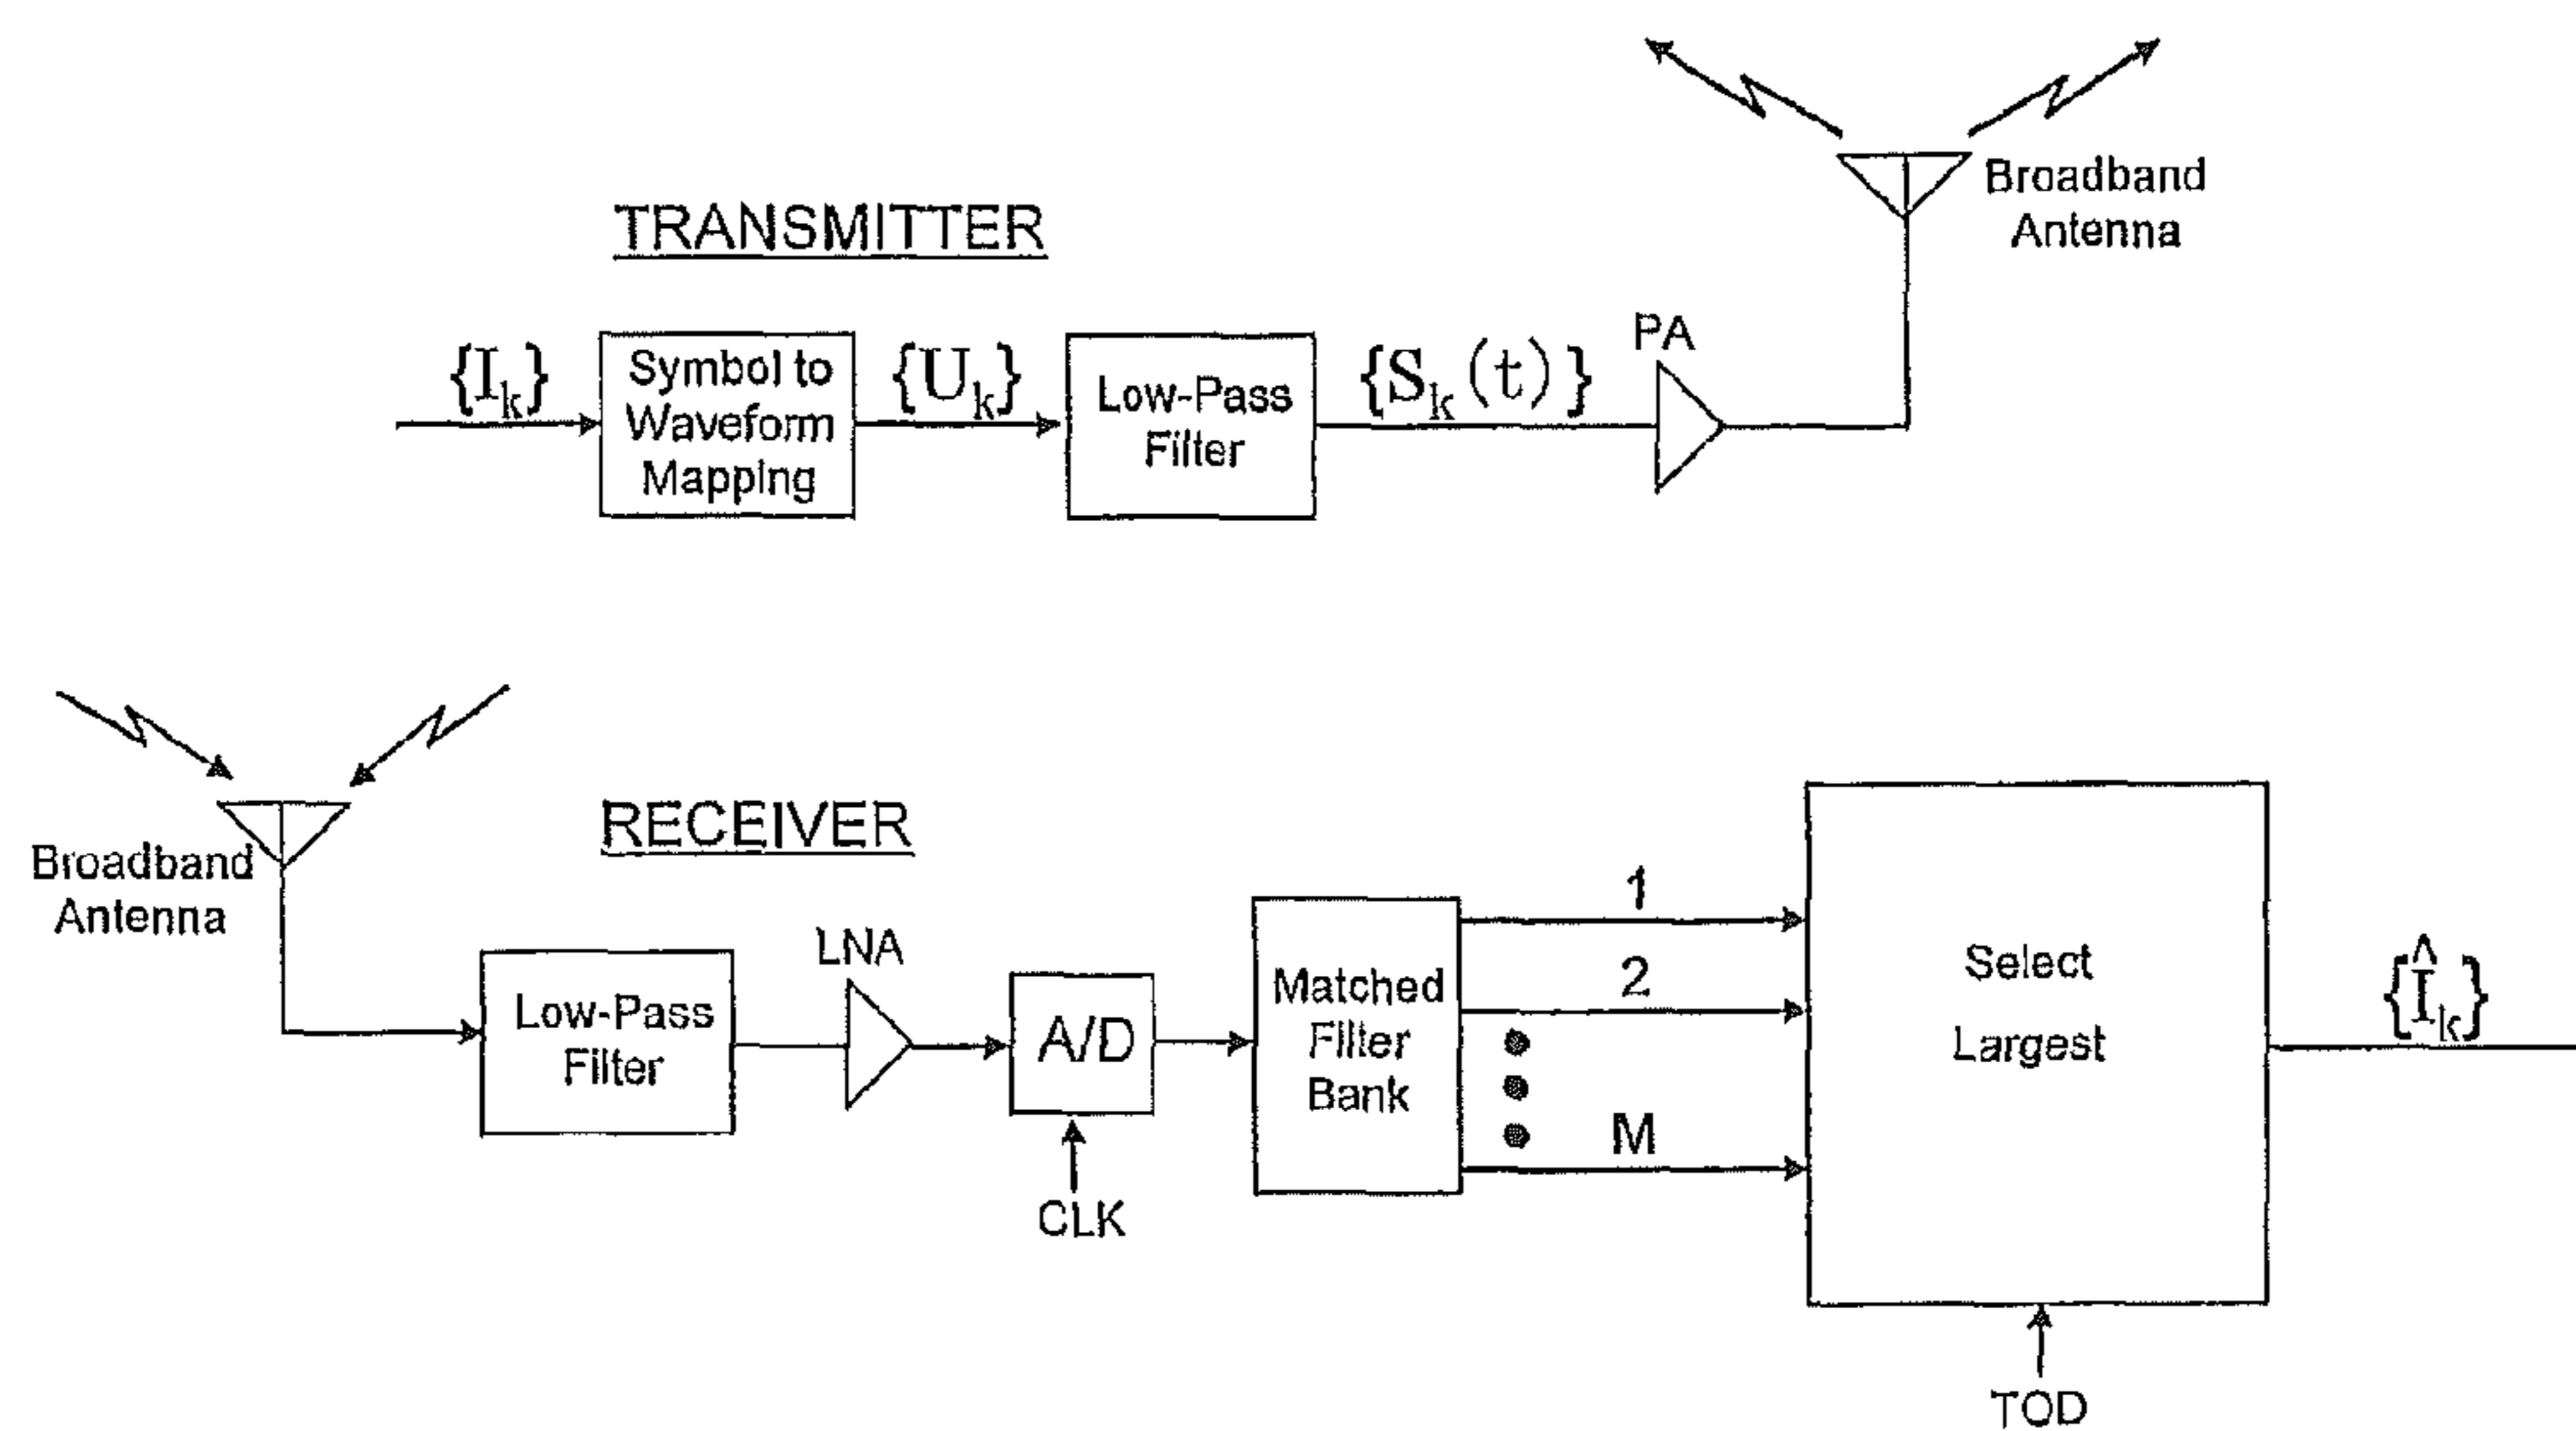 Broadband
Antenna
TRANSMITTER
PA
{I_k}
Symbol to
Waveform
Mapping
{U_k}
Low-Pass
Filter
{S_k(t)}
RECEIVER
Broadband
Antenna
Low-Pass
Filter
LNA
A/D
CLK
Matched
Filter
Bank
1
2
M
Select
Largest
{Î_k}
TOD